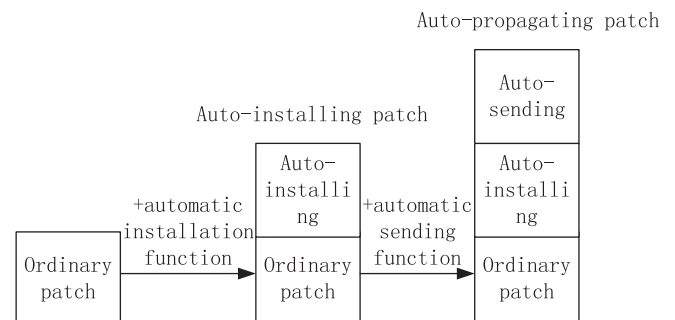 Auto-propagating patch
Auto-
sending
Auto-installing patch
Auto-
installi
ng
Auto-
installi
ng
+automatic
installation
function
+automatic
sending
function
Ordinary
patch
Ordinary
patch
Ordinary
patch